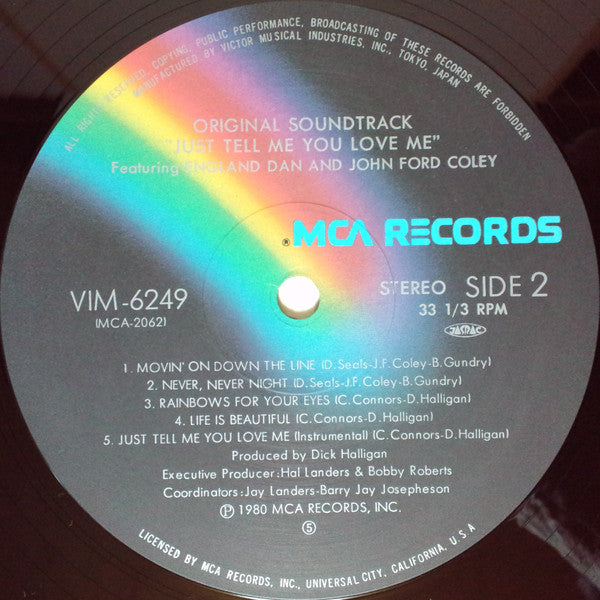 ALL RIGHTS RESERVED. COPYING, PUBLIC PERFORMANCE, BROADCASTING OF THESE RECORDS ARE FORBIDDEN
MANUFACTURED BY VICTOR MUSICAL INDUSTRIES, INC., TOKYO, JAPAN
ORIGINAL SOUNDTRACK
"JUST TELL ME YOU LOVE ME"
Featuring ENGLAND DAN AND JOHN FORD COLEY
® MCA RECORDS
VIM-6249
(MCA-2062)
STEREO SIDE 2
33 1/3 RPM
JASRAC
1. MOVIN' ON DOWN THE LINE (D. Seals-J.F. Coley-B. Gundry)
2. NEVER, NEVER NIGHT (D. Seals-J.F. Coley-B. Gundry)
3. RAINBOWS FOR YOUR EYES (C. Connors-D. Halligan)
4. LIFE IS BEAUTIFUL (C. Connors-D. Halligan)
5. JUST TELL ME YOU LOVE ME (Instrumental) (C. Connors-D. Halligan)
Produced by Dick Halligan
Executive Producer: Hal Landers & Bobby Roberts
Coordinators: Jay Landers-Barry Jay Josepheson
Ⓟ 1980 MCA RECORDS, INC.
⑤
LICENSED BY MCA RECORDS, INC., UNIVERSAL CITY, CALIFORNIA, U.S.A